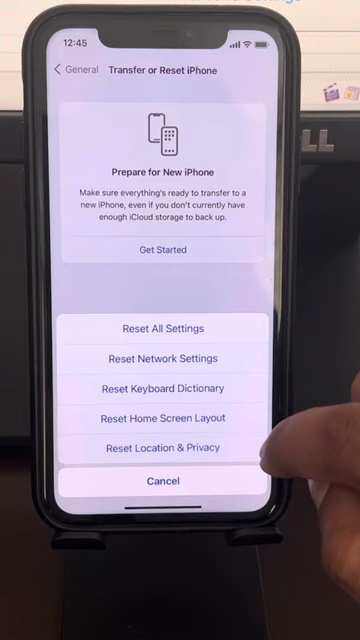 12:45
General
Transfer or Reset iPhone
Prepare for New iPhone
Make sure everything's ready to transfer to a
new iPhone, even if you don't currently have
enough iCloud storage to back up.
Get Started
Reset All Settings
Reset Network Settings
Reset Keyboard Dictionary
Reset Home Screen Layout
Reset Location & Privacy
Cancel